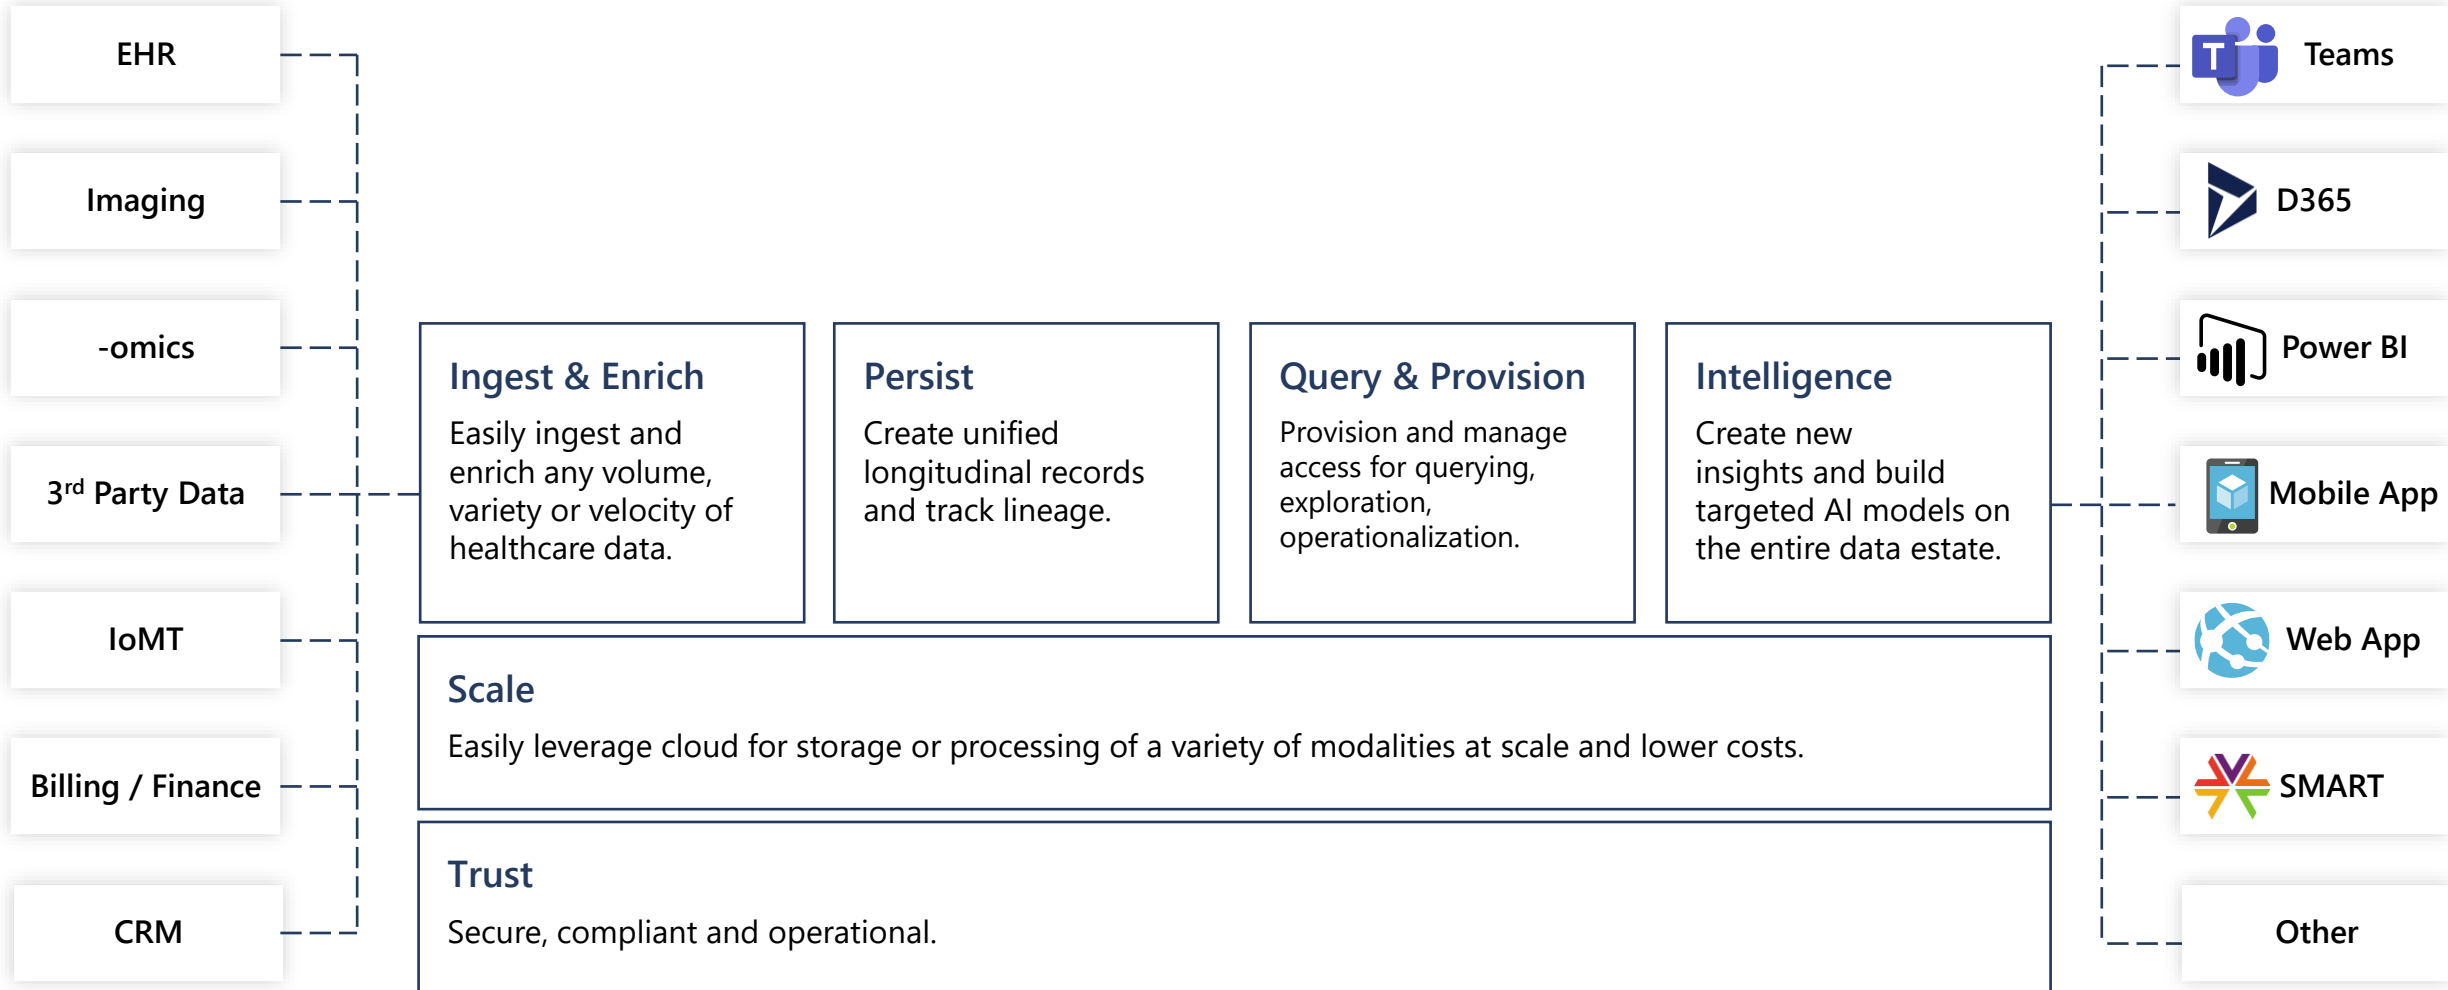 EHR
Imaging
-omics
3rd Party Data
IoMT
Billing / Finance
CRM
Ingest & Enrich
Easily ingest and
enrich any volume,
variety or velocity of
healthcare data.
Persist
Create unified
longitudinal records
and track lineage.
Query & Provision
Provision and manage
access for querying,
exploration,
operationalization.
Intelligence
Create new
insights and build
targeted AI models on
the entire data estate.
Scale
Easily leverage cloud for storage or processing of a variety of modalities at scale and lower costs.
Trust
Secure, compliant and operational.
T
Teams
D365
Power BI
Mobile App
Web App
SMART
Other